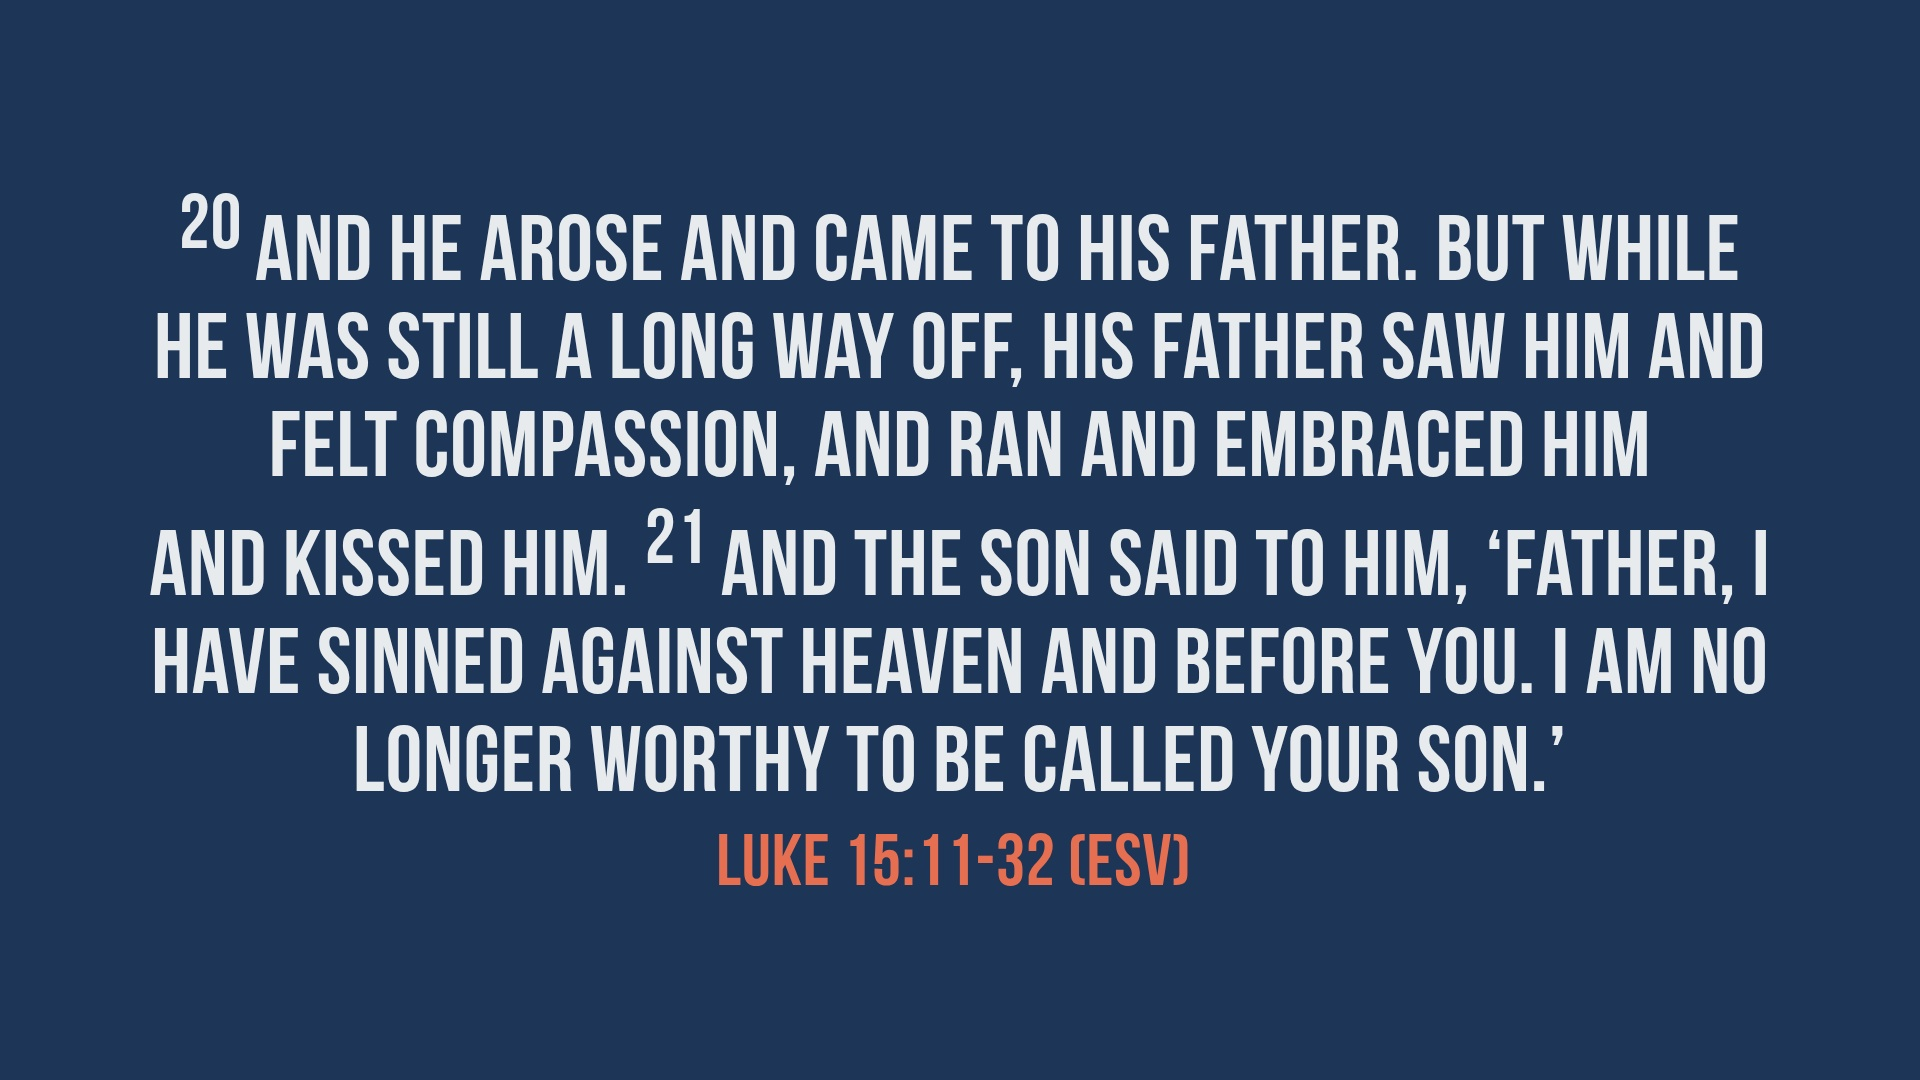 20 AND HE AROSE AND CAME TO HIS FATHER. BUT WHILE
HE WAS STILL A LONG WAY OFF, HIS FATHER SAW HIM AND
FELT COMPASSION, AND RAN AND EMBRACED HIM
AND KISSED HIM. 21 AND THE SON SAID TO HIM, ‘FATHER, I
HAVE SINNED AGAINST HEAVEN AND BEFORE YOU. I AM NO
LONGER WORTHY TO BE CALLED YOUR SON.’
LUKE 15:11-32 (ESV)